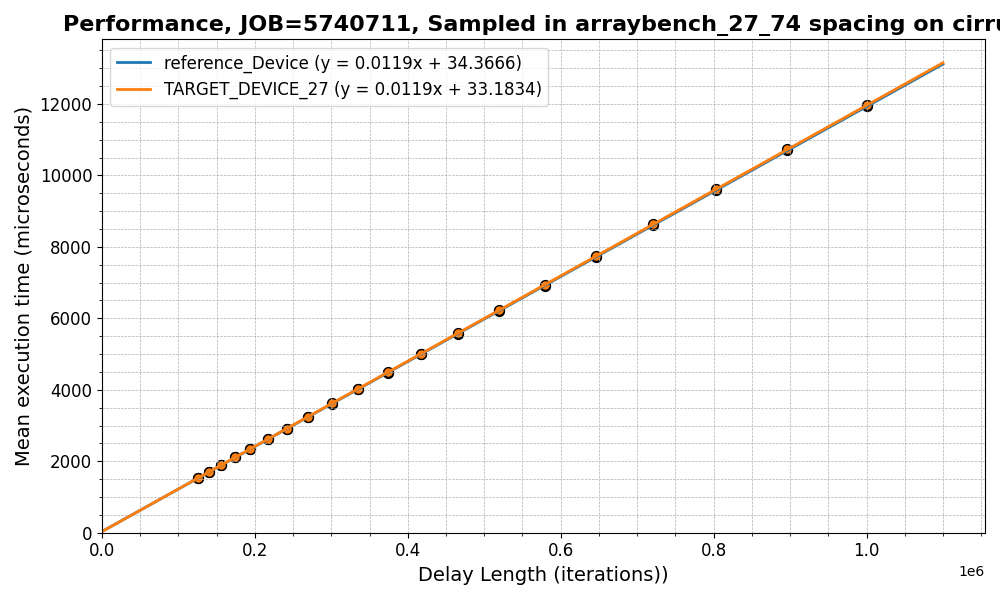 Performance, JOB=5740711, Sampled in arraybench_27_74 spacing on cirru
reference_Device (y = 0.0119x + 34.3666)
TARGET_DEVICE_27 (y = 0.0119x + 33.1834)
Mean execution time (microseconds)
12000
10000
8000
6000
4000
2000
0
0.0 0.2 0.4 0.6 0.8 1.0
1e6
Delay Length (iterations))